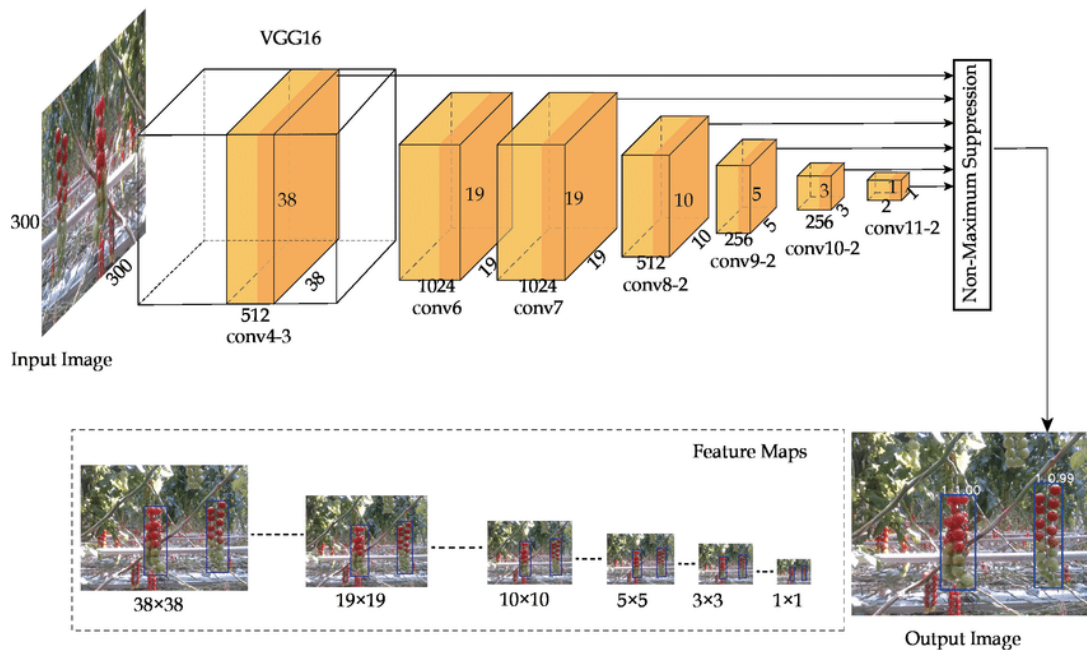 VGG16
300
300
Input Image
38
38
512
conv4-3
19
19
1024
conv6
19
19
1024
conv7
10
10
512
conv8-2
5
5
256
conv9-2
3
3
256
conv10-2
1
1
2
conv11-2
Non-Maximum Suppression
Feature Maps
38×38
19×19
10×10
5×5
3×3
1×1
1, 1.00
1, 0.99
Output Image